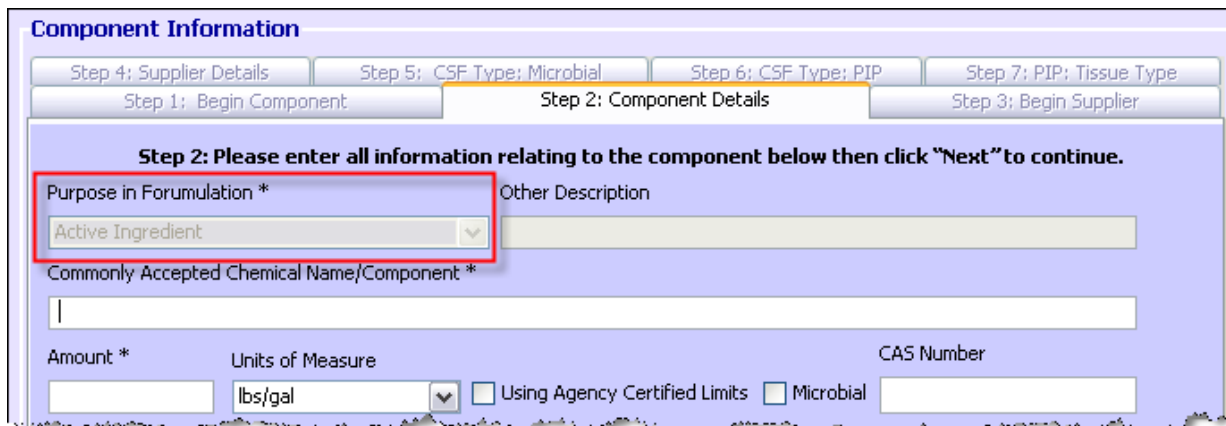 Component Information
Step 4: Supplier Details Step 5: CSF Type: Microbial Step 6: CSF Type: PIP Step 7: PIP: Tissue Type
Step 1: Begin Component Step 2: Component Details Step 3: Begin Supplier
Step 2: Please enter all information relating to the component below then click "Next" to continue.
Purpose in Forumulation * Other Description
Active Ingredient
Commonly Accepted Chemical Name/Component *
Amount * Units of Measure CAS Number
lbs/gal Using Agency Certified Limits Microbial